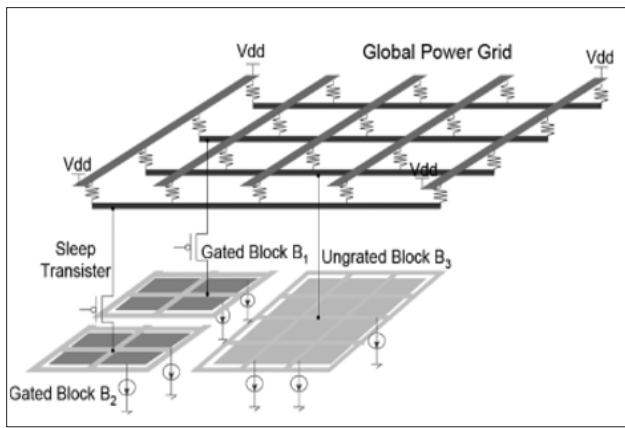 Vdd
Global Power Grid
Vdd
Vdd
Vdd
Sleep
Transister
Gated Block B1
Ungrated Block B3
Gated Block B2